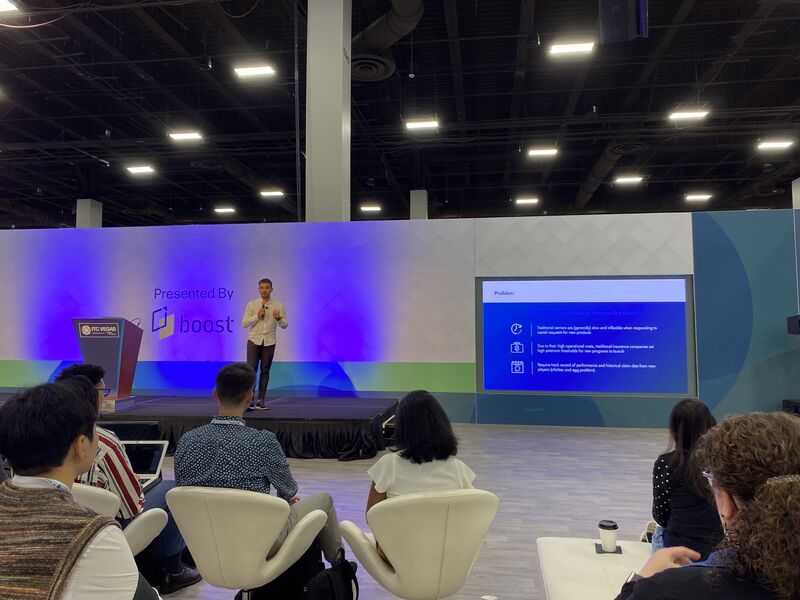 Presented By
boost
ITC VEGAS
Problem.
Traditional carriers are (generally) slow and inflexible when responding to
capital requests for new products.
Due to their high operational costs, traditional insurance companies set
high premium thresholds for new programs to launch
Require track record of performance and historical claim data from new
players (chicken and egg problem)